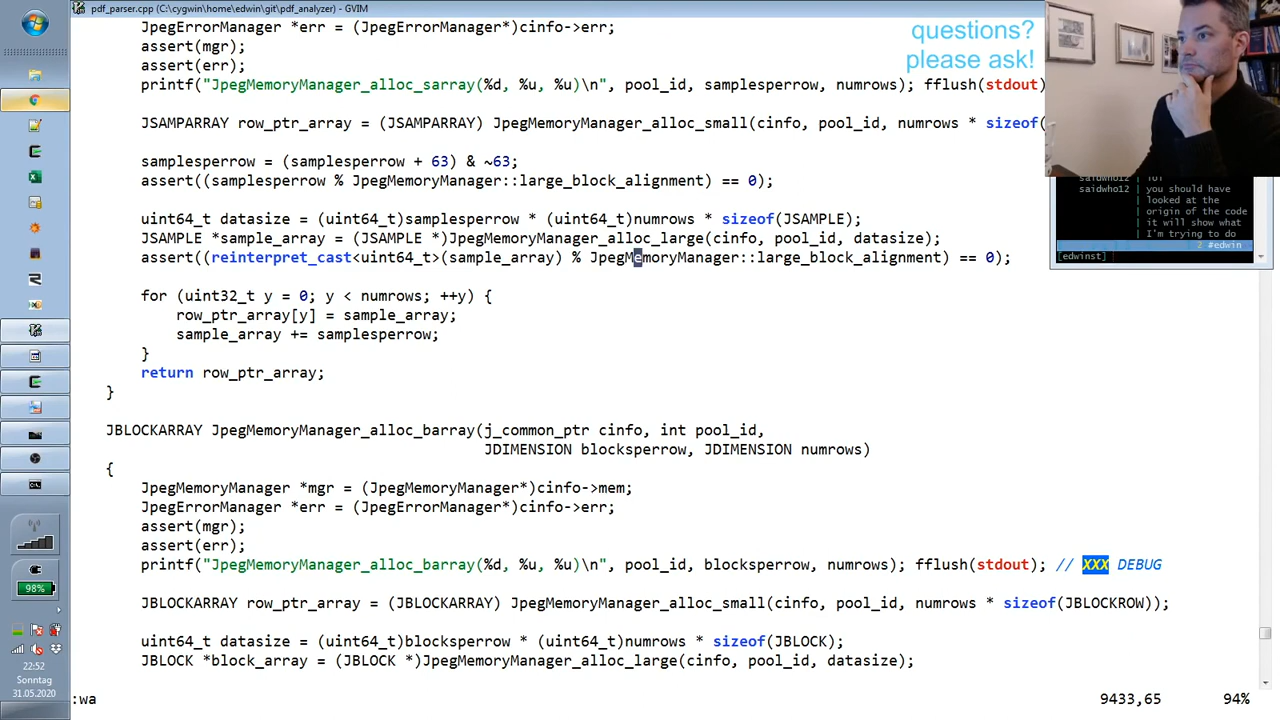 pdf_parser.cpp (C:\cygwin\home\edwin\git\pdf_analyzer) - GVIM
JpegErrorManager *err = (JpegErrorManager*)cinfo->err;
assert(mgr);
assert(err);
printf("JpegMemoryManager_alloc_sarray(%d, %u, %u)\n", pool_id, samplesperrow, numrows); fflush(stdout)
JSAMPARRAY row_ptr_array = (JSAMPARRAY) JpegMemoryManager_alloc_small(cinfo, pool_id, numrows * sizeof(
samplesperrow = (samplesperrow + 63) & ~63;
assert((samplesperrow % JpegMemoryManager::large_block_alignment) == 0);
uint64_t datasize = (uint64_t)samplesperrow * (uint64_t)numrows * sizeof(JSAMPLE);
JSAMPLE *sample_array = (JSAMPLE *)JpegMemoryManager_alloc_large(cinfo, pool_id, datasize);
assert((reinterpret_cast<uint64_t>(sample_array) % JpegMemoryManager::large_block_alignment) == 0);
for (uint32_t y = 0; y < numrows; ++y) {
row_ptr_array[y] = sample_array;
sample_array += samplesperrow;
}
return row_ptr_array;
}
JBLOCKARRAY JpegMemoryManager_alloc_barray(j_common_ptr cinfo, int pool_id,
JDIMENSION blocksperrow, JDIMENSION numrows)
{
JpegMemoryManager *mgr = (JpegMemoryManager*)cinfo->mem;
JpegErrorManager *err = (JpegErrorManager*)cinfo->err;
assert(mgr);
assert(err);
printf("JpegMemoryManager_alloc_barray(%d, %u, %u)\n", pool_id, blocksperrow, numrows); fflush(stdout); // XXX DEBUG
JBLOCKARRAY row_ptr_array = (JBLOCKARRAY) JpegMemoryManager_alloc_small(cinfo, pool_id, numrows * sizeof(JBLOCKROW));
uint64_t datasize = (uint64_t)blocksperrow * (uint64_t)numrows * sizeof(JBLOCK);
JBLOCK *block_array = (JBLOCK *)JpegMemoryManager_alloc_large(cinfo, pool_id, datasize);
:wa
9433,65
94%
questions?
please ask!
saidwho12 | lol
saidwho12 | you should have
| looked at the
| origin of the code
| it will show what
| I'm trying to do
2 #edwin
[edwinst]
98%
22:52
Sonntag
31.05.2020